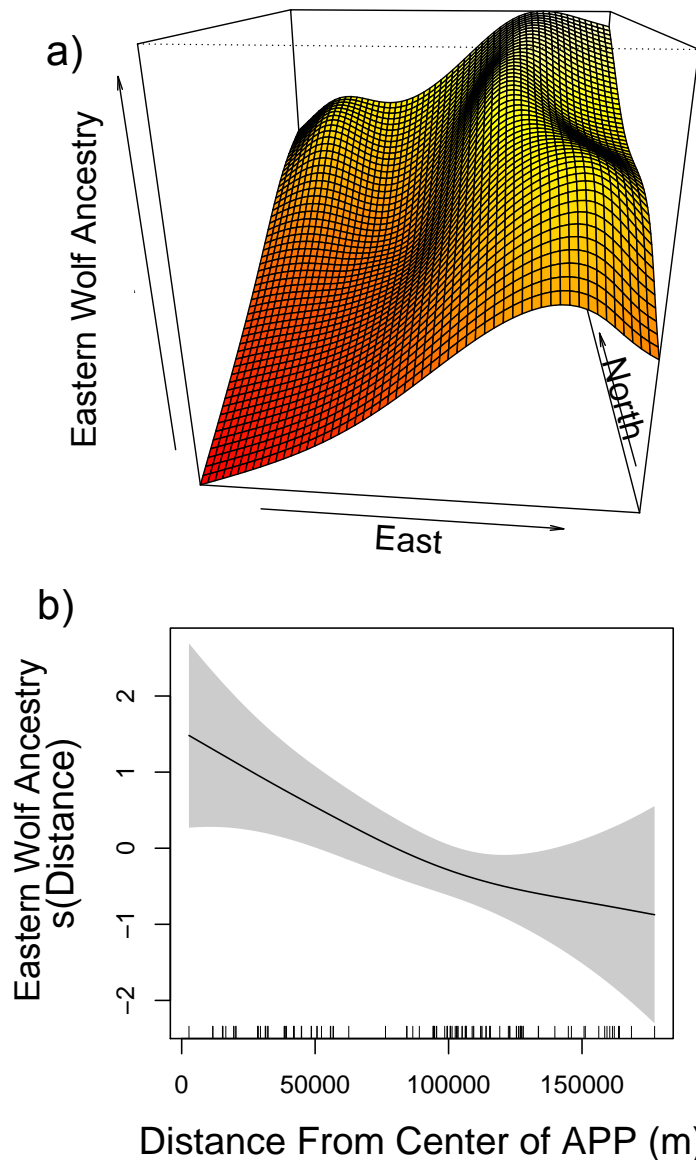 a)
Eastern Wolf Ancestry
North
East
b)
Eastern Wolf Ancestry
s(Distance)
2
1
0
−1
−2
0 50000 100000 150000
Distance From Center of APP (m)